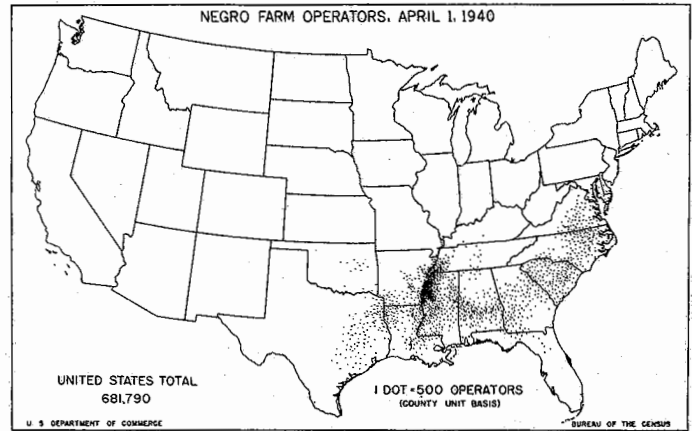 NEGRO FARM OPERATORS, APRIL 1, 1940
UNITED STATES TOTAL
681,790
1 DOT = 500 OPERATORS
(COUNTY UNIT BASIS)
U S DEPARTMENT OF COMMERCE
BUREAU OF THE CENSUS